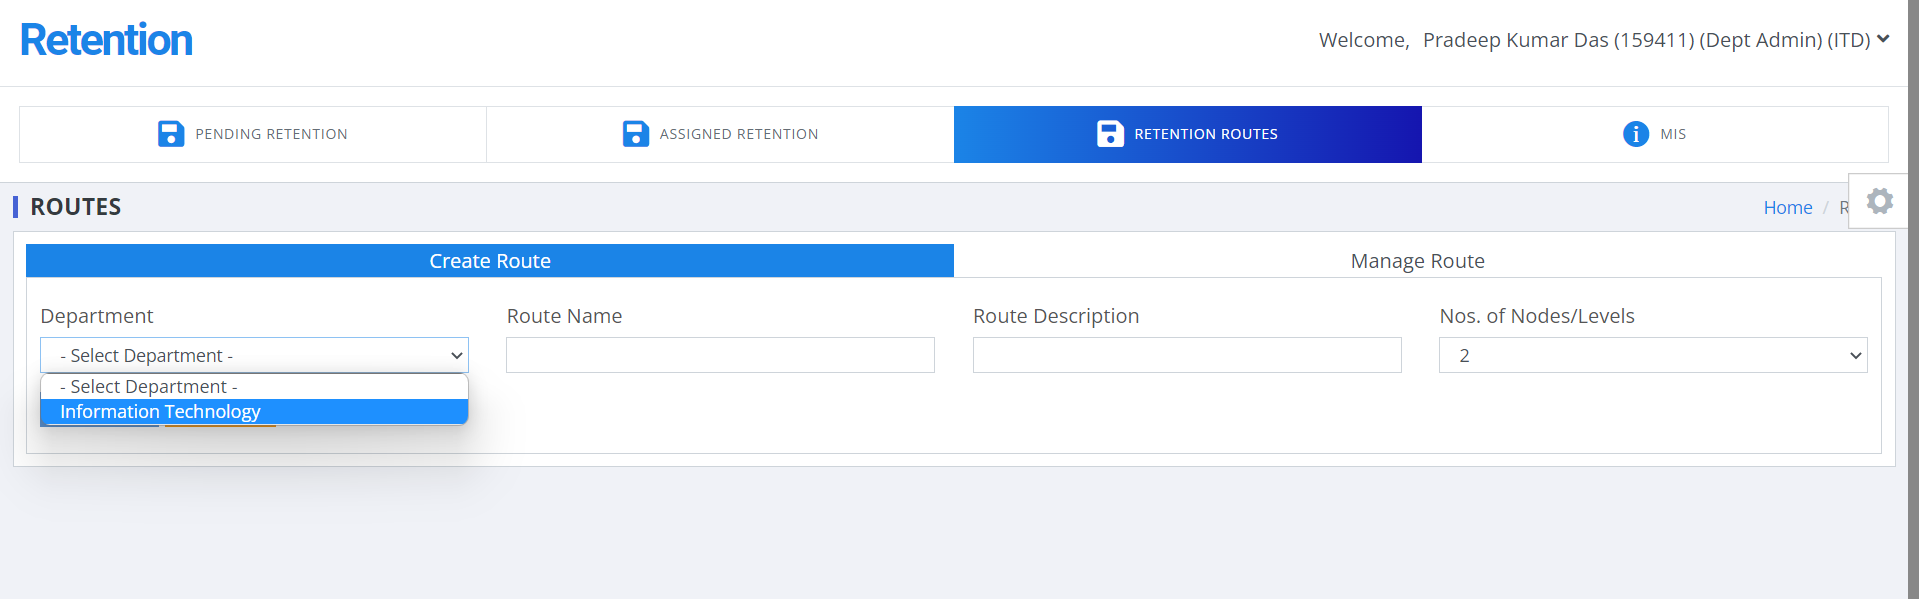 Retention
Welcome, Pradeep Kumar Das (159411) (Dept Admin) (ITD)
PENDING RETENTION
ASSIGNED RETENTION
RETENTION ROUTES
MIS
ROUTES
Home /
Create Route
Manage Route
Department
Route Name
Route Description
Nos. of Nodes/Levels
- Select Department -
2
- Select Department -
Information Technology